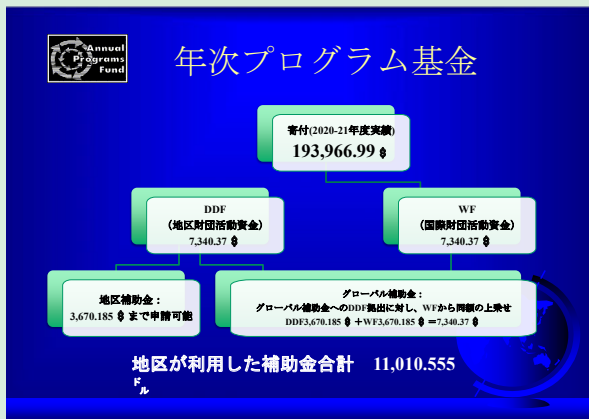 Annual
Programs
Fund
年次プログラム基金
寄付(2020-21年度実績)
193,966.99 $
DDF
(地区財団活動資金)
7,340.37 $
WF
(国際財団活動資金)
7,340.37 $
地区補助金：
3,670.185 $ まで申請可能
グローバル補助金：
グローバル補助金へのDDF拠出に対し、WFから同額の上乗せ
DDF3,670.185 $ ＋WF3,670.185 $ ＝7,340.37 $
地区が利用した補助金合計 11,010.555
ドル